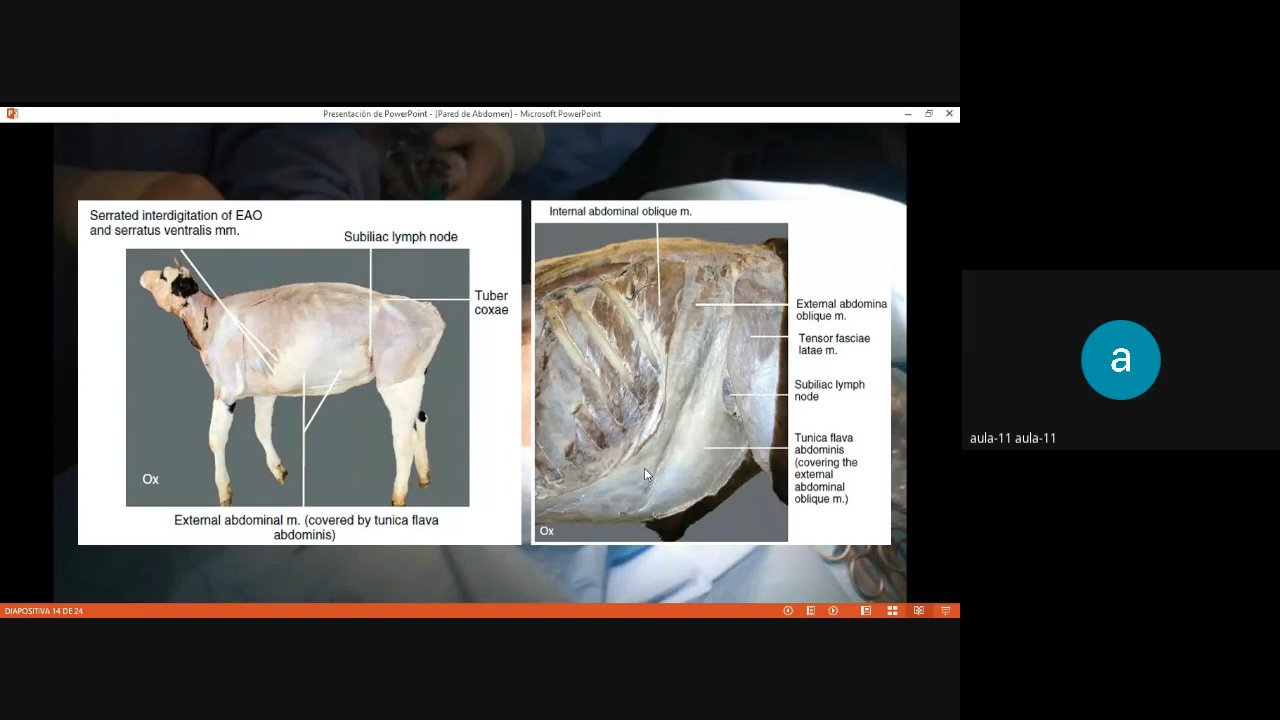 Presentación de PowerPoint - [Pared de Abdomen] - Microsoft PowerPoint
Serrated interdigitation of EAO
and serratus ventralis mm.
Subiliac lymph node
Tuber
coxae
Ox
External abdominal m. (covered by tunica flava
abdominis)
Internal abdominal oblique m.
External abdomina
oblique m.
Tensor fasciae
latae m.
Subiliac lymph
node
Tunica flava
abdominis
(covering the
external
abdominal
oblique m.)
Ox
DIAPOSITIVA 14 DE 24
a
aula-11 aula-11